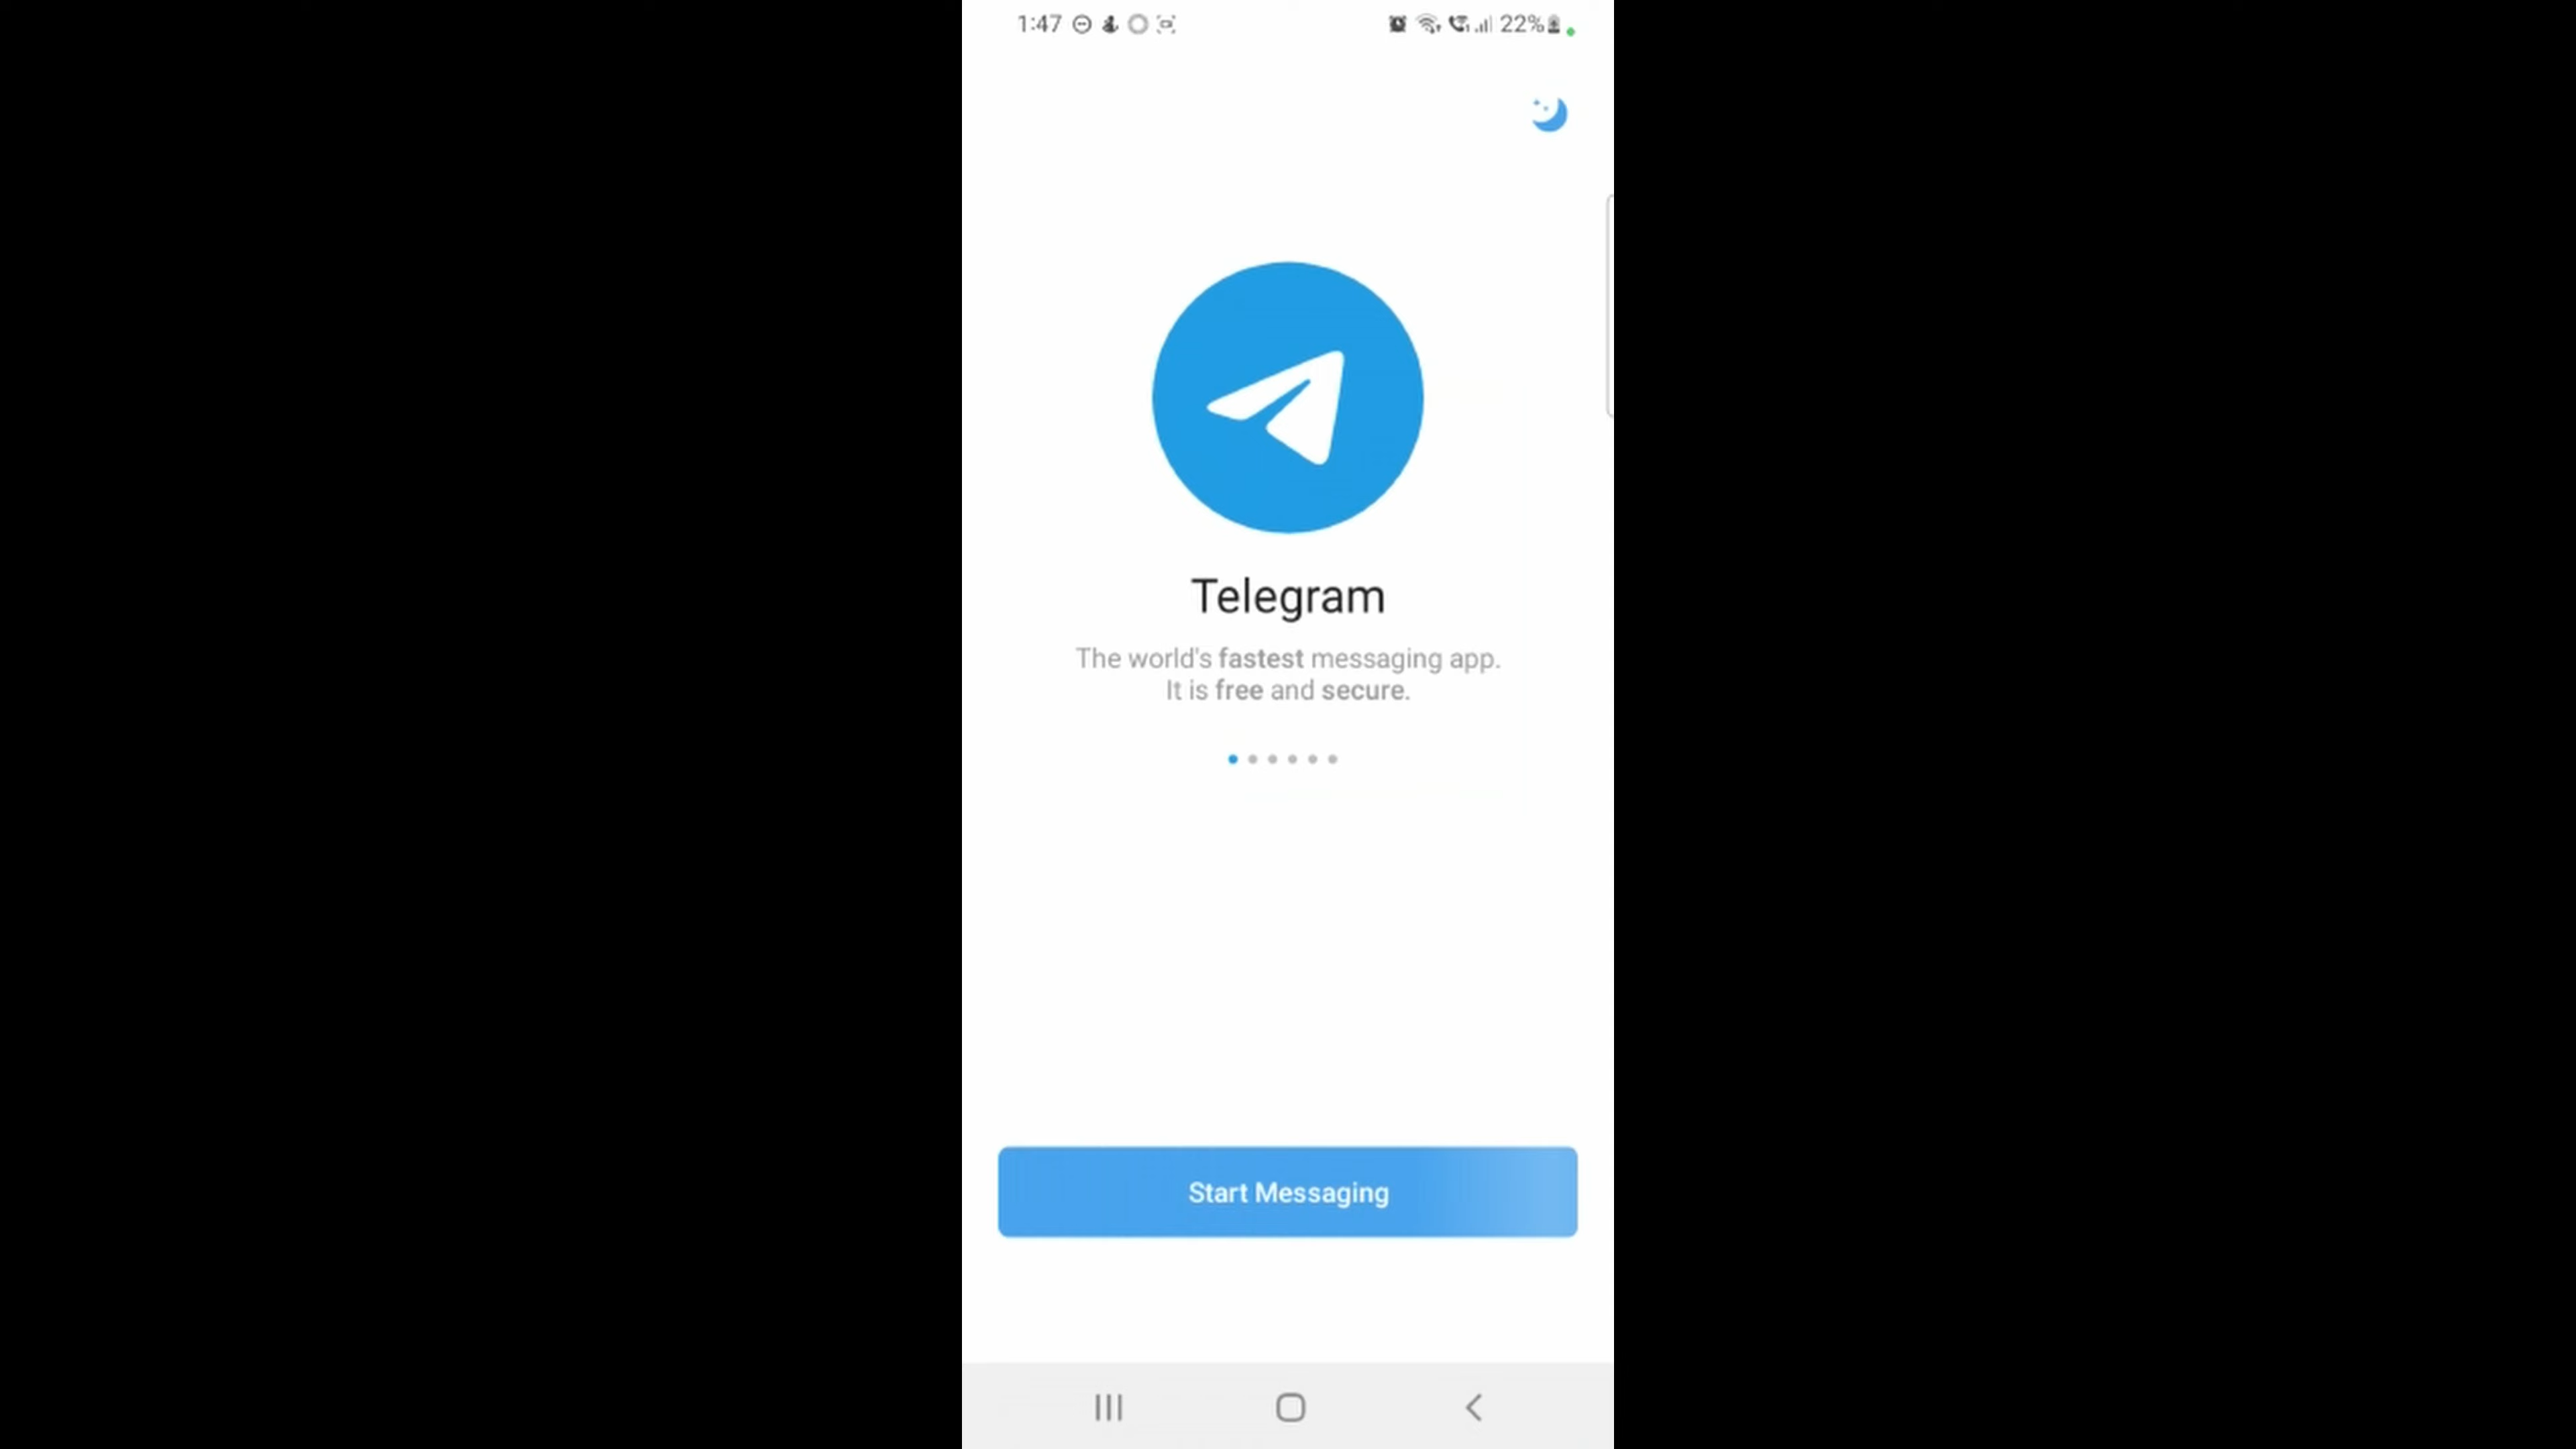 1:47
22%
Telegram
The world's fastest messaging app.
It is free and secure.
Start Messaging